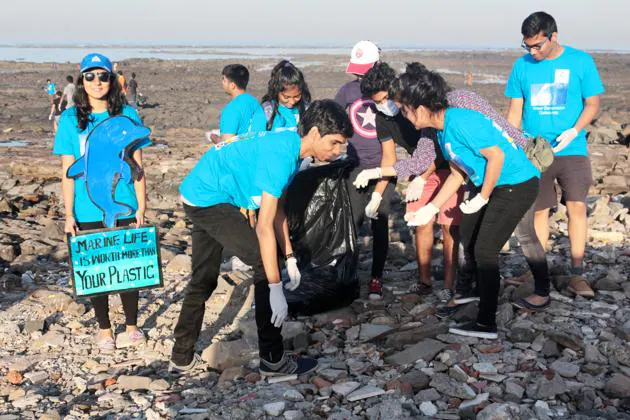 MARINE LIFE
IS WORTH MORE THAN
YOUR PLASTIC